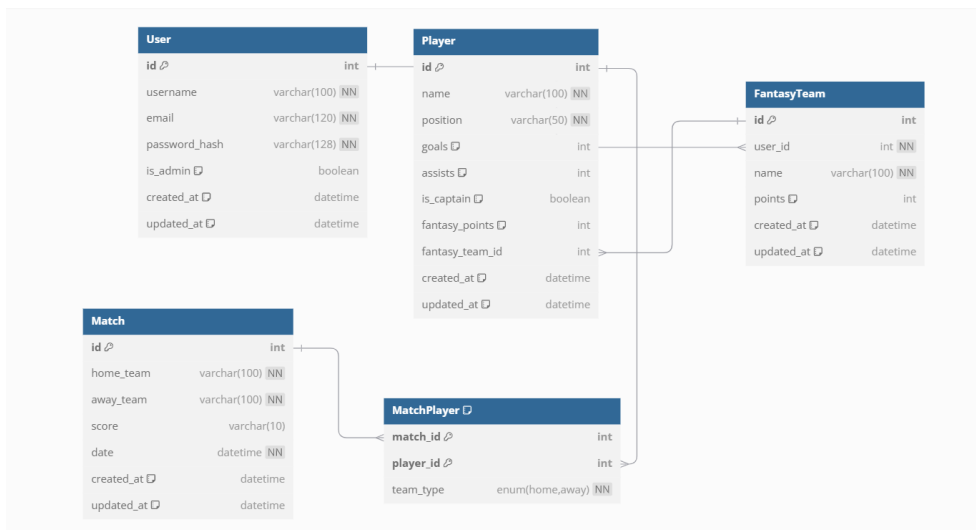 User
id int
username varchar(100) NN
email varchar(120) NN
password_hash varchar(128) NN
is_admin boolean
created_at datetime
updated_at datetime
Player
id int
name varchar(100) NN
position varchar(50) NN
goals int
assists int
is_captain boolean
fantasy_points int
fantasy_team_id int
created_at datetime
updated_at datetime
FantasyTeam
id int
user_id int NN
name varchar(100) NN
points int
created_at datetime
updated_at datetime
Match
id int
home_team varchar(100) NN
away_team varchar(100) NN
score varchar(10)
date datetime NN
created_at datetime
updated_at datetime
MatchPlayer
match_id int
player_id int
team_type enum(home,away) NN